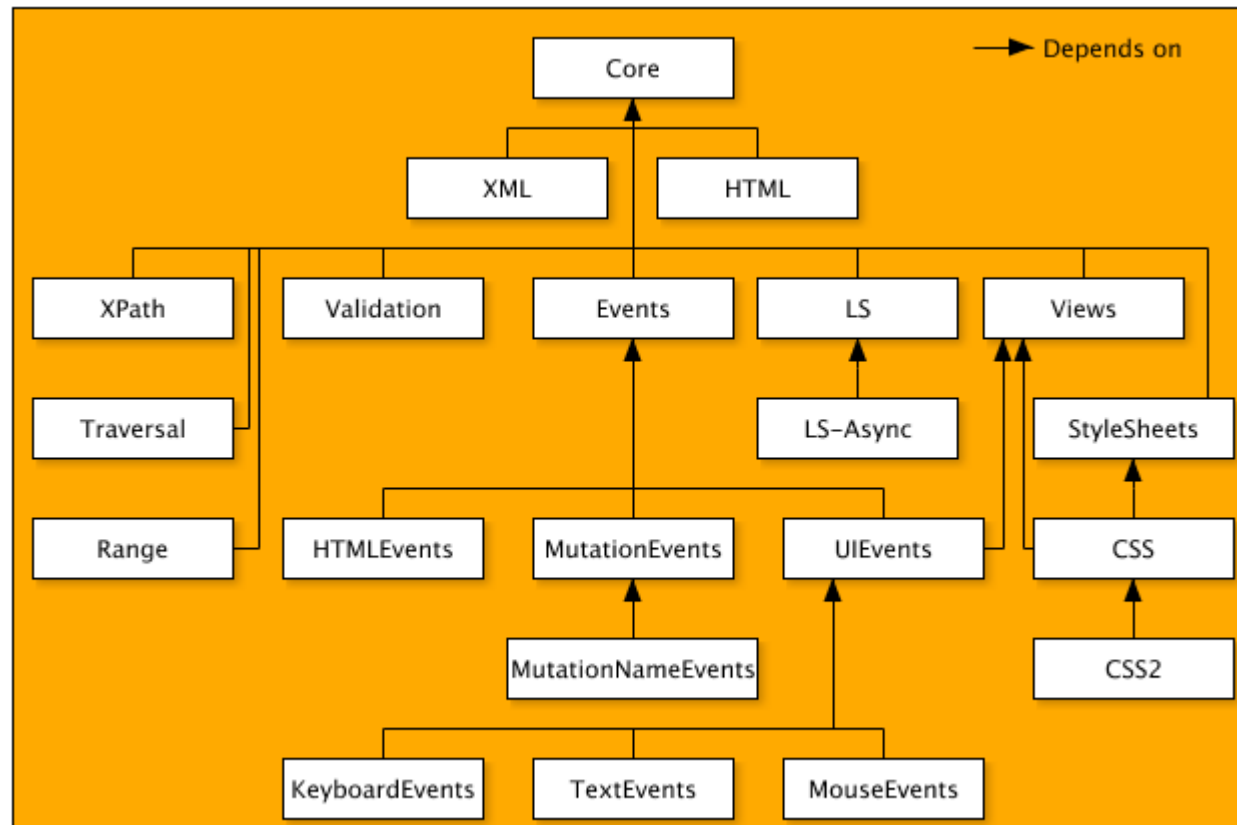 Core
Depends on
XML
HTML
XPath
Validation
Events
LS
Views
Traversal
LS-Async
StyleSheets
Range
HTMLEvents
MutationEvents
UIEvents
CSS
MutationNameEvents
CSS2
KeyboardEvents
TextEvents
MouseEvents